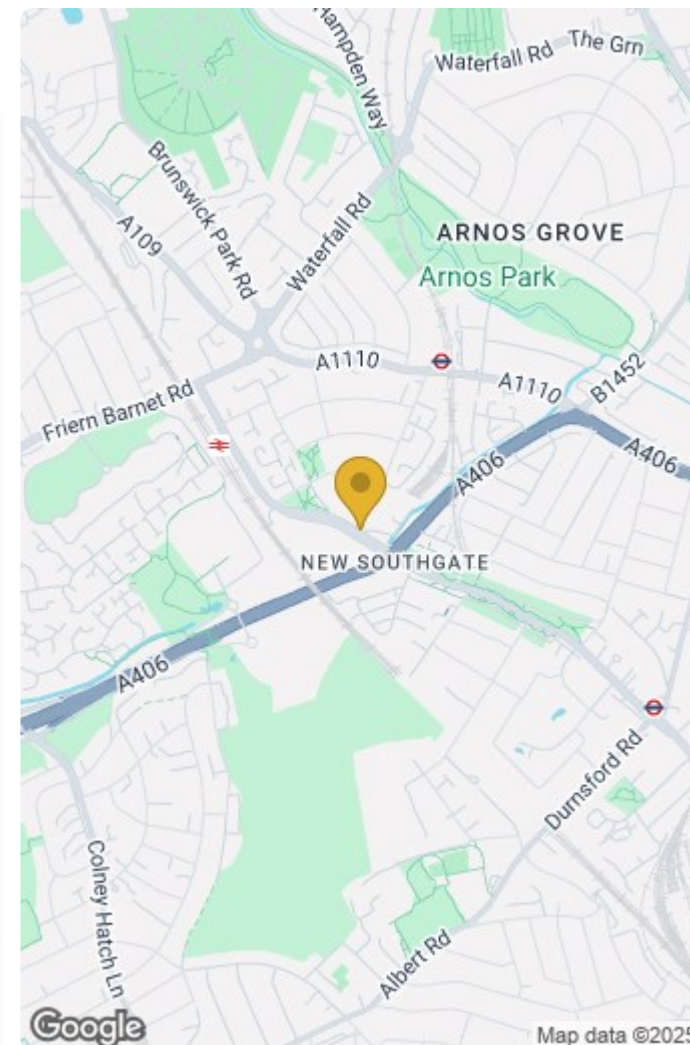 Hampden Way
Waterfall Rd
The Grn
Brunswick Park Rd
A109
Waterfall Rd
ARNOS GROVE
Arnos Park
A1110
A1110
B1452
Friern Barnet Rd
A406
A406
NEW SOUTHGATE
A406
Durnsford Rd
Colney Hatch Ln
Albert Rd
Google
Map data ©2025